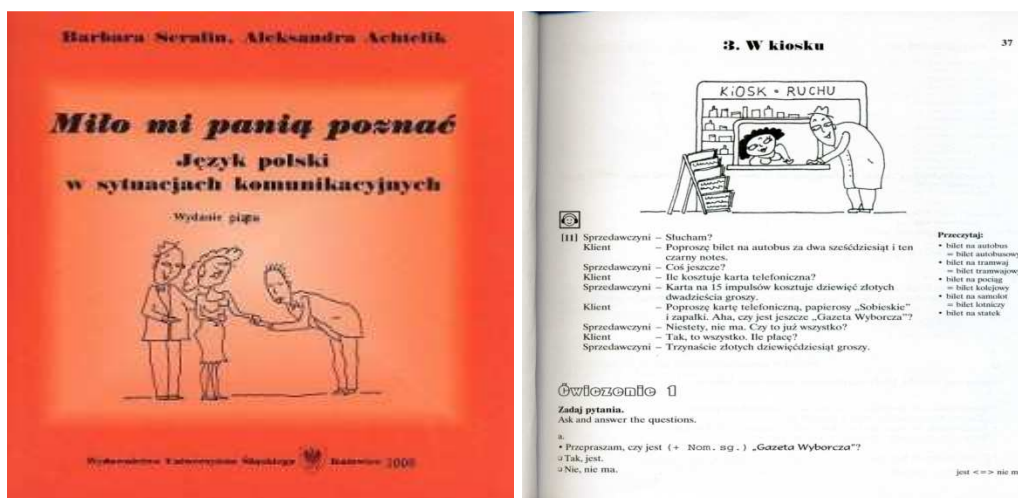 Barbara Serafin, Aleksandra Achtelik
Miło mi panią poznać
Język polski
w sytuacjach komunikacyjnych
Wydanie piąte
Wydawnictwo Uniwersytetu Śląskiego Katowice 2008
3. W kiosku
37
KIOSK • RUCHU
[11] Sprzedawczyni – Słucham?
Klient – Poproszę bilet na autobus za dwa sześćdziesiąt i ten
czarny notes.
Sprzedawczyni – Coś jeszcze?
Klient – Ile kosztuje karta telefoniczna?
Sprzedawczyni – Karta na 15 impulsów kosztuje dziewięć złotych
dwadzieścia groszy.
Klient – Poproszę kartę telefoniczną, papierosy „Sobieskie”
i zapałki. Aha, czy jest jeszcze „Gazeta Wyborcza”?
Sprzedawczyni – Niestety, nie ma. Czy to już wszystko?
Klient – Tak, to wszystko. Ile płacę?
Sprzedawczyni – Trzynaście złotych dziewięćdziesiąt groszy.
Przeczytaj:
• bilet na autobus
= bilet autobusowy
• bilet na tramwaj
= bilet tramwajowy
• bilet na pociąg
= bilet kolejowy
• bilet na samolot
= bilet lotniczy
• bilet na statek
Ćwiczenie 1
Zadaj pytania.
Ask and answer the questions.
a.
• Przepraszam, czy jest (+ Nom. sg.) „Gazeta Wyborcza”?
Tak, jest.
Nie, nie ma.
jest <=> nie m